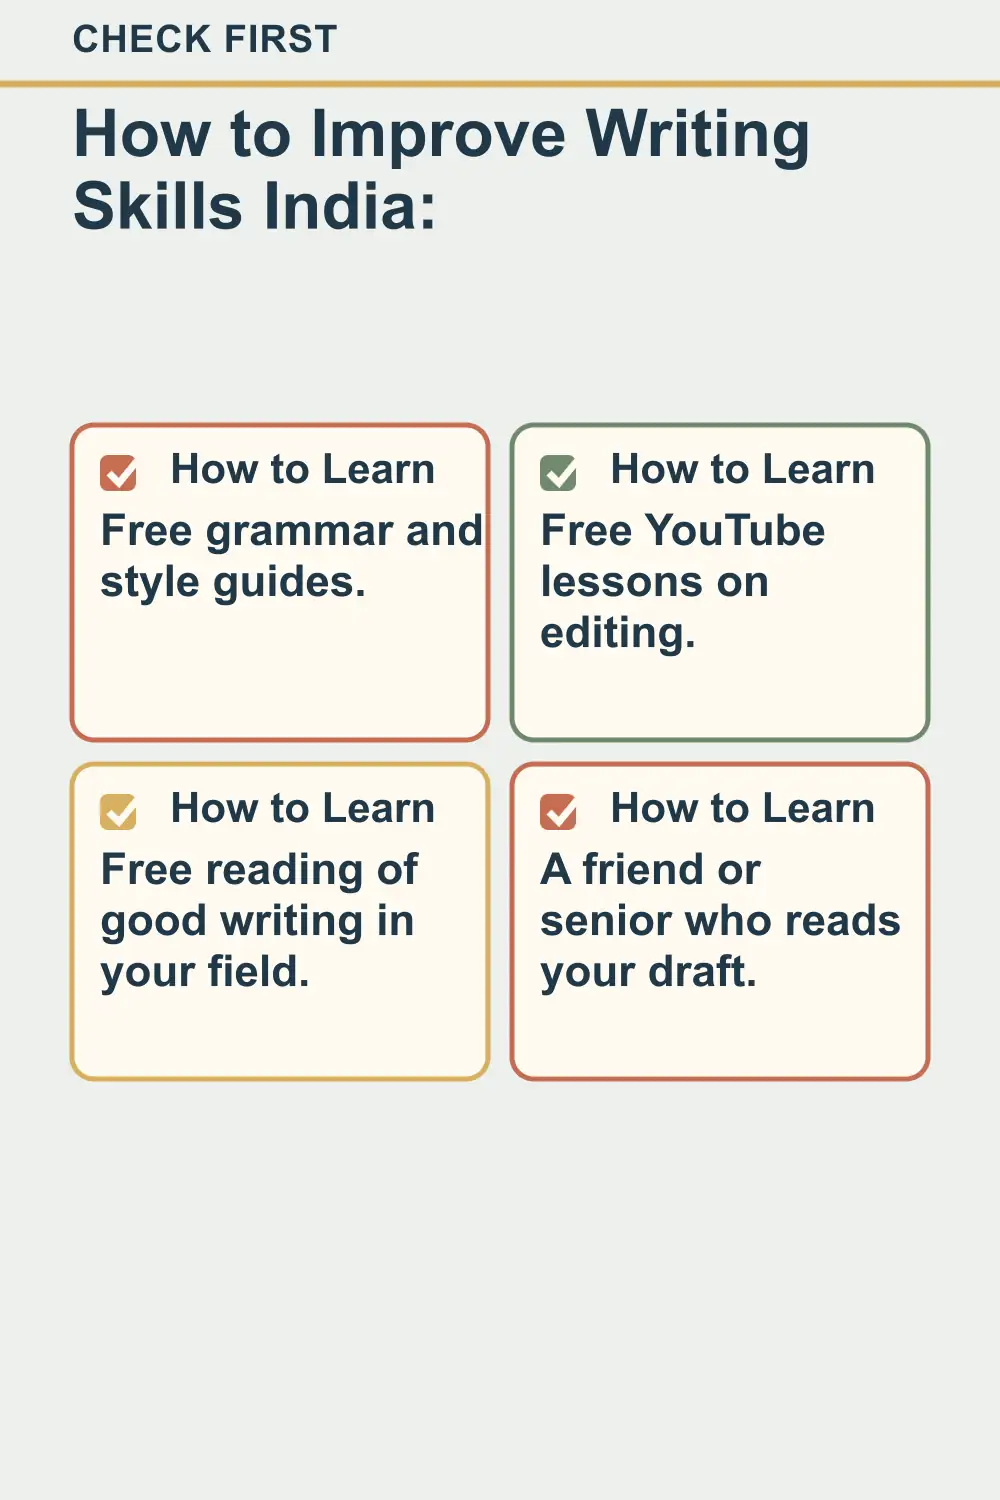 CHECK FIRST
How to Improve Writing
Skills India:
How to Learn
Free grammar and
style guides.
How to Learn
Free YouTube
lessons on
editing.
How to Learn
Free reading of
good writing in
your field.
How to Learn
A friend or
senior who reads
your draft.